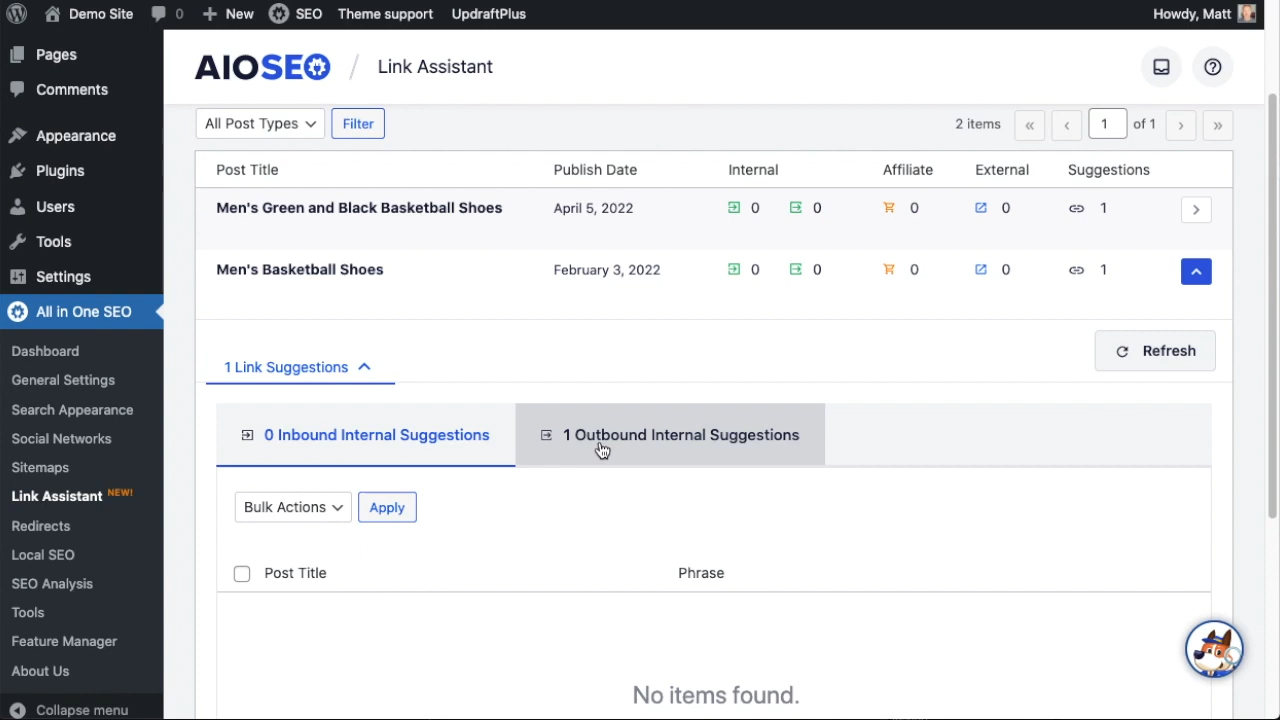 Demo Site 0 New SEO Theme support UpdraftPlus Howdy, Matt
Pages
Comments
Appearance
Plugins
Users
Tools
Settings
All in One SEO
Dashboard
General Settings
Search Appearance
Social Networks
Sitemaps
Link Assistant NEW!
Redirects
Local SEO
SEO Analysis
Tools
Feature Manager
About Us
Collapse menu
AIOSEO / Link Assistant
All Post Types Filter 2 items « ‹ 1 of 1 › »
Post Title Publish Date Internal Affiliate External Suggestions
Men's Green and Black Basketball Shoes April 5, 2022 0 0 0 0 1
Men's Basketball Shoes February 3, 2022 0 0 0 0 1
Refresh
1 Link Suggestions
0 Inbound Internal Suggestions 1 Outbound Internal Suggestions
Bulk Actions Apply
Post Title Phrase
No items found.